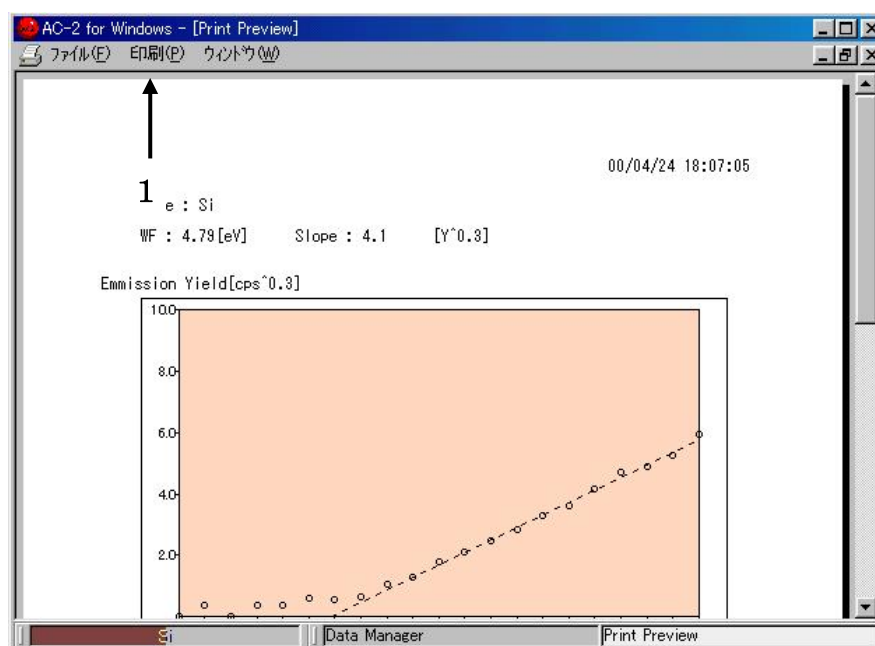 AC-2 for Windows - [Print Preview]
ファイル(F) 印刷(P) ウィンドウ(W)
00/04/24 18:07:05
1
e : Si
WF : 4.79[eV] Slope : 4.1 [Y^0.3]
Emmission Yield[cps^0.3]
10.0
8.0
6.0
4.0
2.0
Si Data Manager Print Preview